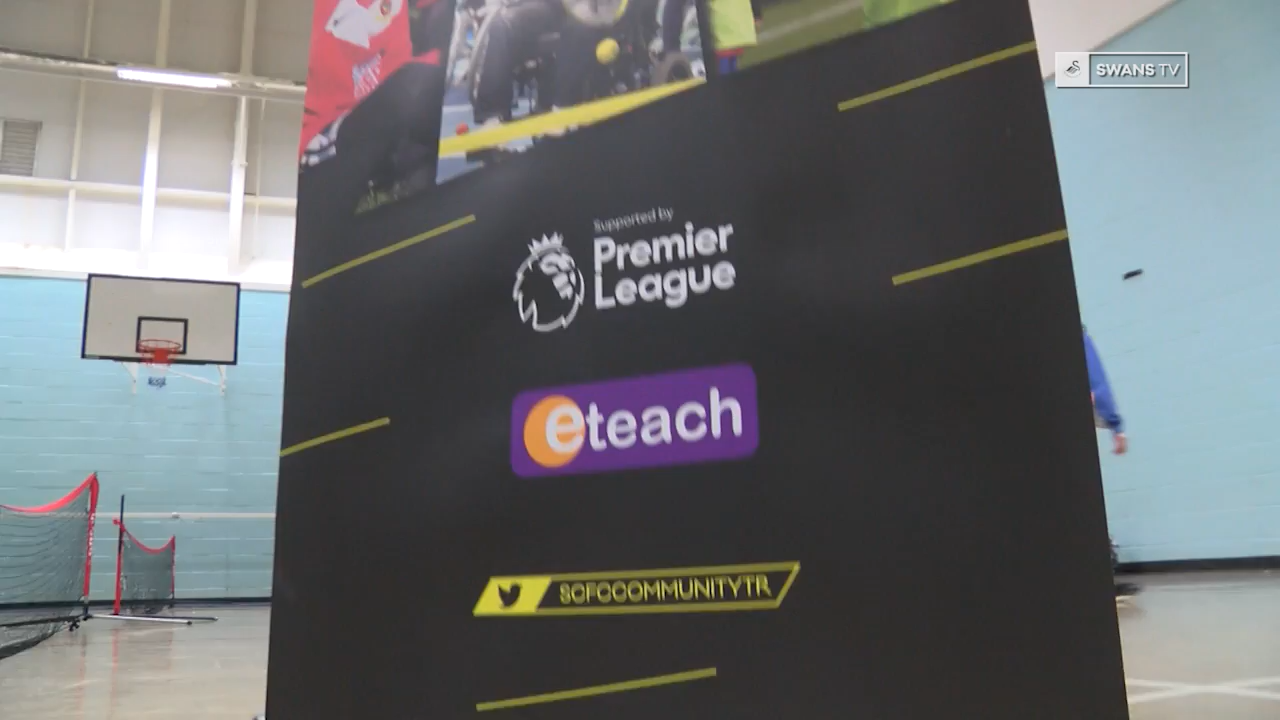 SWANS TV
Supported by
Premier
League
eteach
SCFCCOMMUNITYTR